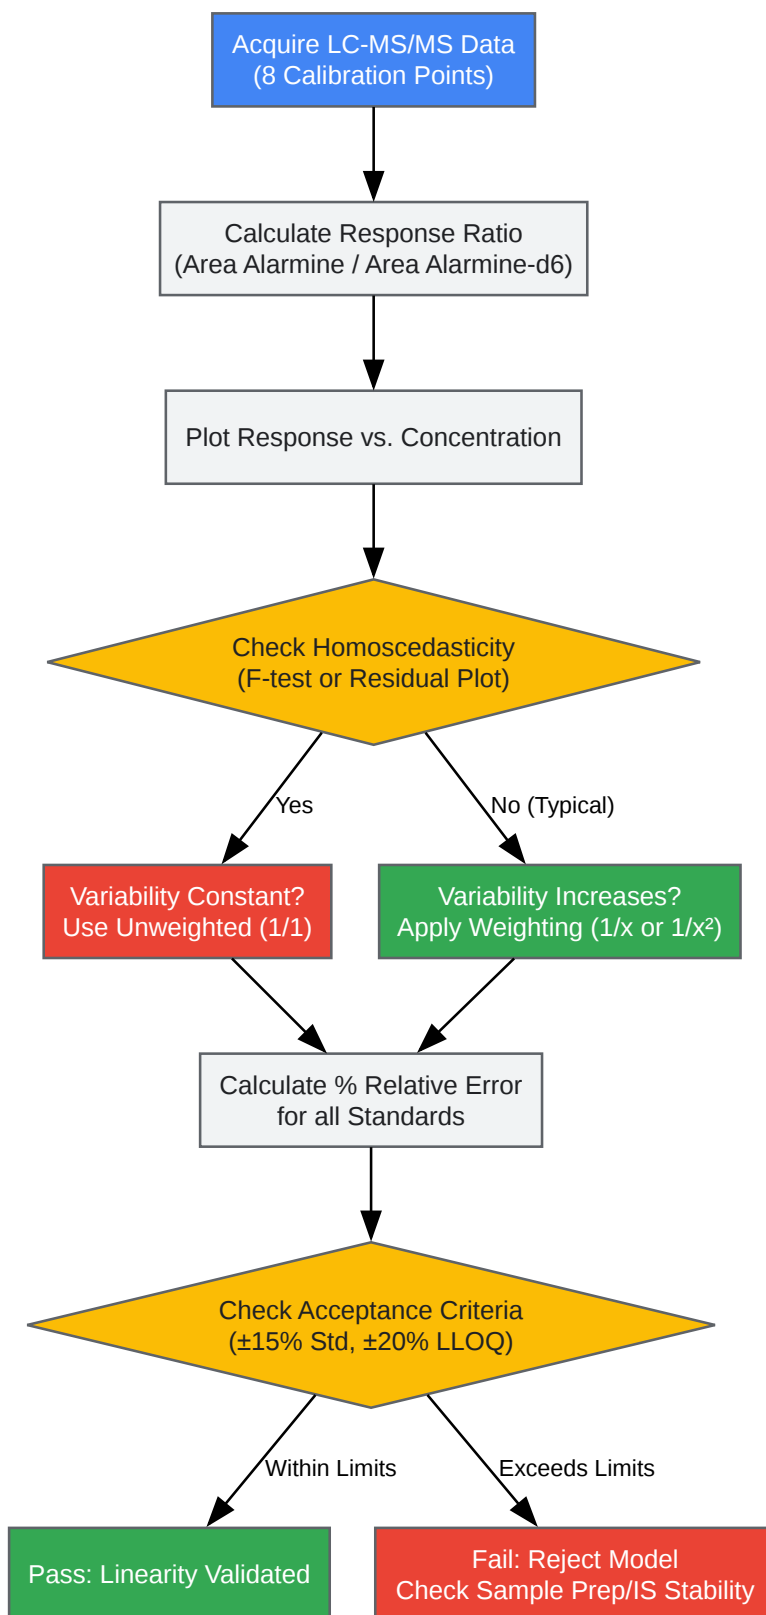 Acquire LC-MS/MS Data
(8 Calibration Points)
Calculate Response Ratio
(Area Alarmine / Area Alarmine-d6)
Plot Response vs. Concentration
Check Homoscedasticity
(F-test or Residual Plot)
Yes
No (Typical)
Variability Constant?
Use Unweighted (1/1)
Variability Increases?
Apply Weighting (1/x or 1/x²)
Calculate % Relative Error
for all Standards
Check Acceptance Criteria
(±15% Std, ±20% LLOQ)
Within Limits
Exceeds Limits
Pass: Linearity Validated
Fail: Reject Model
Check Sample Prep/IS Stability